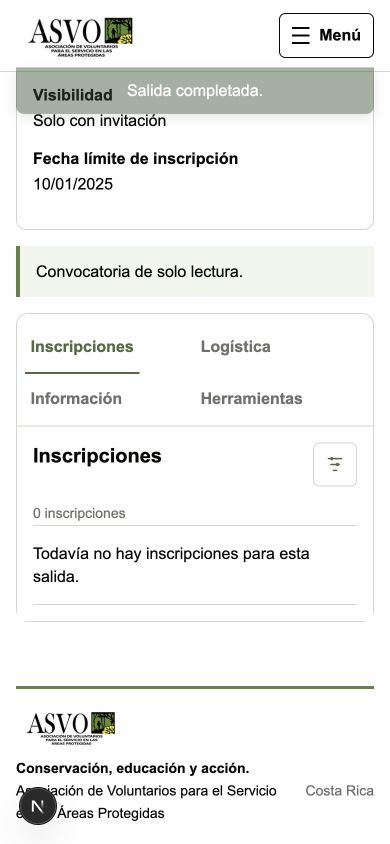 ASVO
ASOCIACIÓN DE VOLUNTARIOS
PARA EL SERVICIO EN LAS
ÁREAS PROTEGIDAS
Menú
Salida completada.
Visibilidad
Solo con invitación
Fecha límite de inscripción
10/01/2025
Convocatoria de solo lectura.
Inscripciones
Logística
Información
Herramientas
Inscripciones
0 inscripciones
Todavía no hay inscripciones para esta
salida.
ASVO
ASOCIACIÓN DE VOLUNTARIOS
PARA EL SERVICIO EN LAS
ÁREAS PROTEGIDAS
Conservación, educación y acción.
Asociación de Voluntarios para el Servicio
Áreas Protegidas
Costa Rica
N